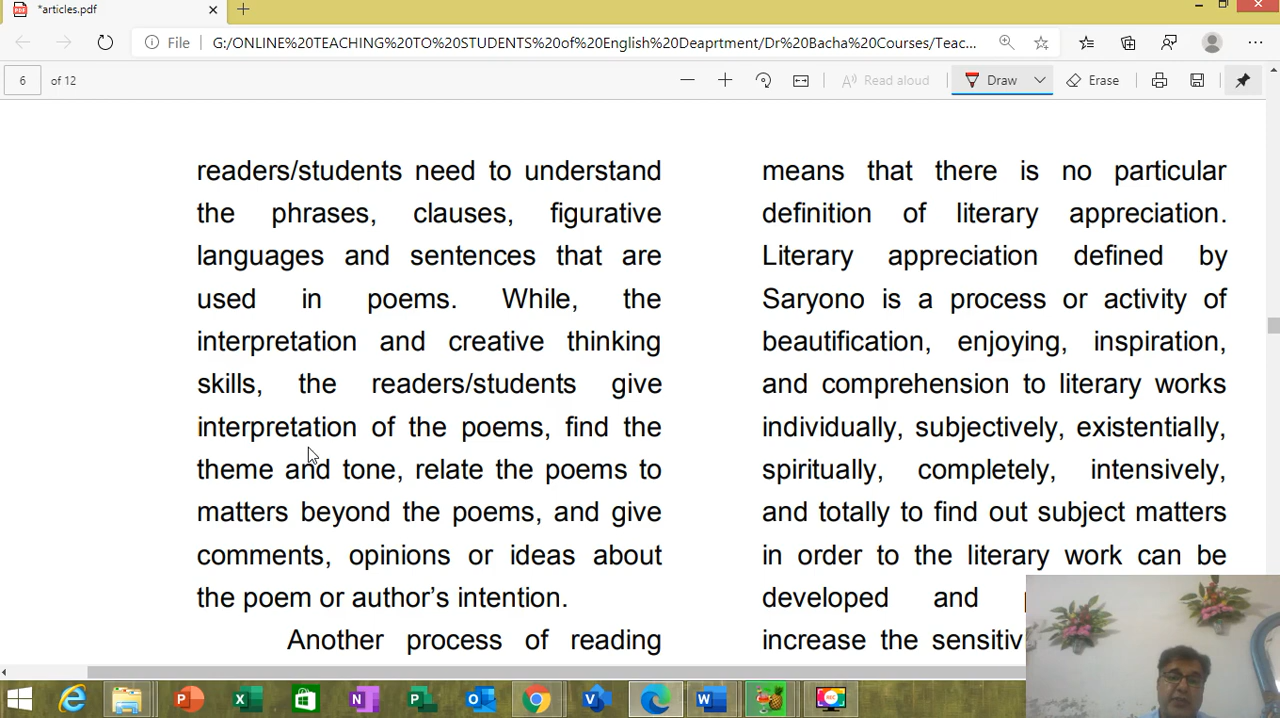 *articles.pdf
File
G:/ONLINE%20TEACHING%20TO%20STUDENTS%20of%20English%20Deaprtment/Dr%20Bacha%20Courses/Teac...
6 of 12
Read aloud
Draw
Erase
readers/students need to understand
the phrases, clauses, figurative
languages and sentences that are
used in poems. While, the
interpretation and creative thinking
skills, the readers/students give
interpretation of the poems, find the
theme and tone, relate the poems to
matters beyond the poems, and give
comments, opinions or ideas about
the poem or author's intention.
Another process of reading
means that there is no particular
definition of literary appreciation.
Literary appreciation defined by
Saryono is a process or activity of
beautification, enjoying, inspiration,
and comprehension to literary works
individually, subjectively, existentially,
spiritually, completely, intensively,
and totally to find out subject matters
in order to the literary work can be
developed and
increase the